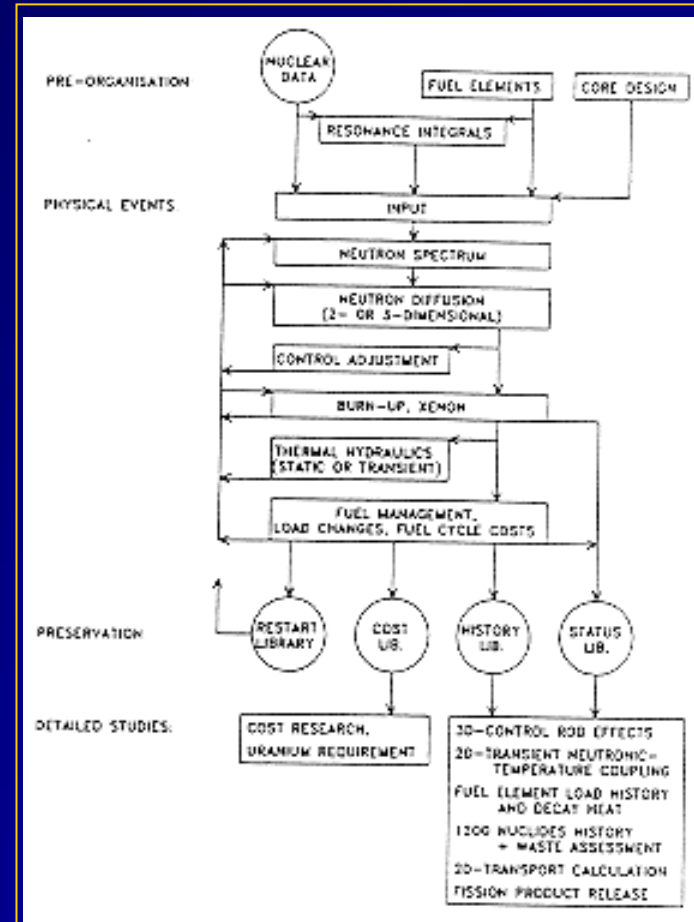 NUCLEAR
DATA
PRE-ORGANISATION
FUEL ELEMENTS
CORE DESIGN
RESONANCE INTEGRALS
PHYSICAL EVENTS
INPUT
NEUTRON SPECTRUM
NEUTRON DIFFUSION
(2- OR 3-DIMENSIONAL)
CONTROL ADJUSTMENT
BURN-UP, XENON
THERMAL HYDRAULICS
(STATIC OR TRANSIENT)
FUEL MANAGEMENT,
LOAD CHANGES, FUEL CYCLE COSTS
PRESERVATION
RESTART
LIBRARY
COST
LIB.
HISTORY
LIB.
STATUS
LIB.
DETAILED STUDIES:
COST RESEARCH,
URANIUM REQUIREMENT
3D-CONTROL ROD EFFECTS
2D-TRANSIENT NEUTRONIC-
TEMPERATURE COUPLING
FUEL ELEMENT LOAD HISTORY
AND DECAY HEAT
1200 NUCLIDES HISTORY
+ WASTE ASSESSMENT
2D-TRANSPORT CALCULATION
FISSION PRODUCT RELEASE